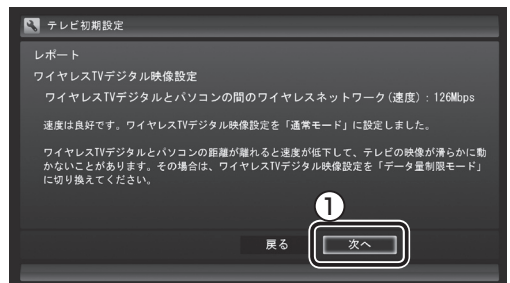 テレビ初期設定
レポート
ワイヤレスTVデジタル映像設定
ワイヤレスTVデジタルとパソコンの間のワイヤレスネットワーク(速度):126Mbps
速度は良好です。ワイヤレスTVデジタル映像設定を「通常モード」に設定しました。
ワイヤレスTVデジタルとパソコンの距離が離れると速度が低下して、テレビの映像が滑らかに動
かないことがあります。その場合は、ワイヤレスTVデジタル映像設定を「データ量制限モード」
に切り換えてください。
1
戻る 次へ